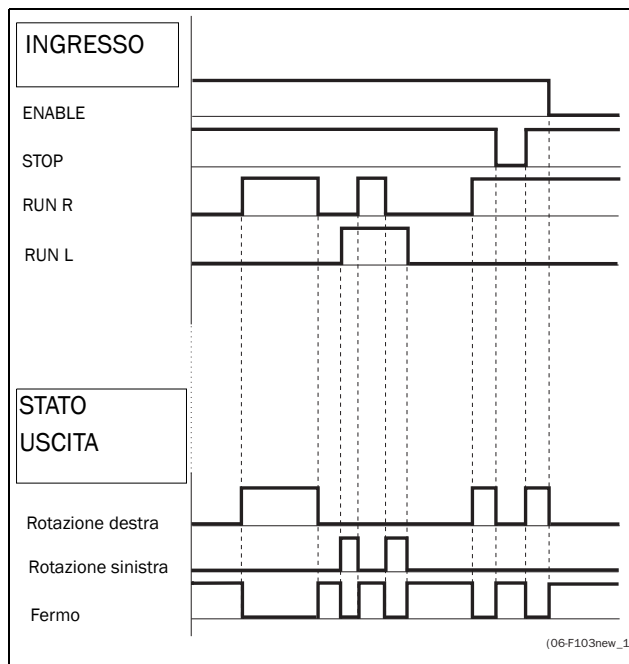 INGRESSO
ENABLE
STOP
RUN R
RUN L
STATO
USCITA
Rotazione destra
Rotazione sinistra
Fermo
(06-F103new_1